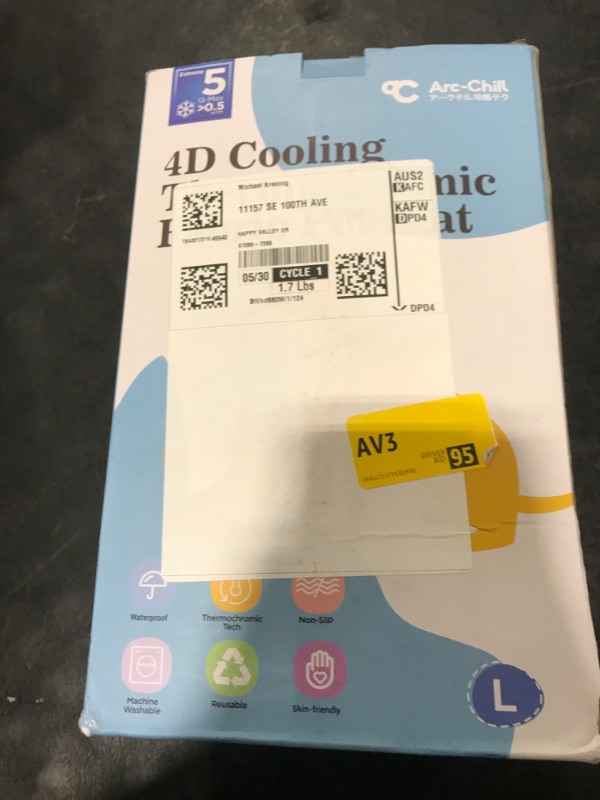 Extreme 5
Q-Max
>0.5
Arc-Chill
アークチル冷感テク
4D Cooling
Michael Krening
11157 SE 100TH AVE
HAPPY VALLEY OR
05/30 CYCLE 1
1.7 Lbs
AUS2
KAFC
KAFW
DPD4
DPD4
AV3
DRIVER
AID 95
Waterproof
Thermochromic
Tech
Non-Slip
Machine
Washable
Reusable
Skin-friendly
L